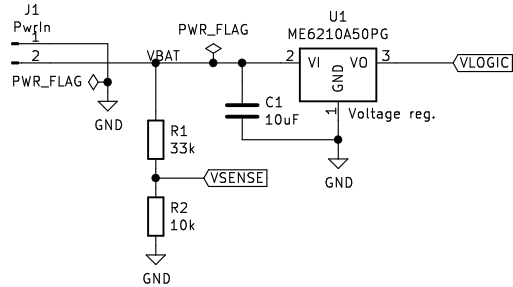 J1
PwrIn
1
2
PWR_FLAG
GND
VBAT
PWR_FLAG
R1
33k
VSENSE
R2
10k
GND
C1
10uF
U1
ME6210A50PG
2
VI
VO
3
GND
1
Voltage reg.
GND
VLOGIC